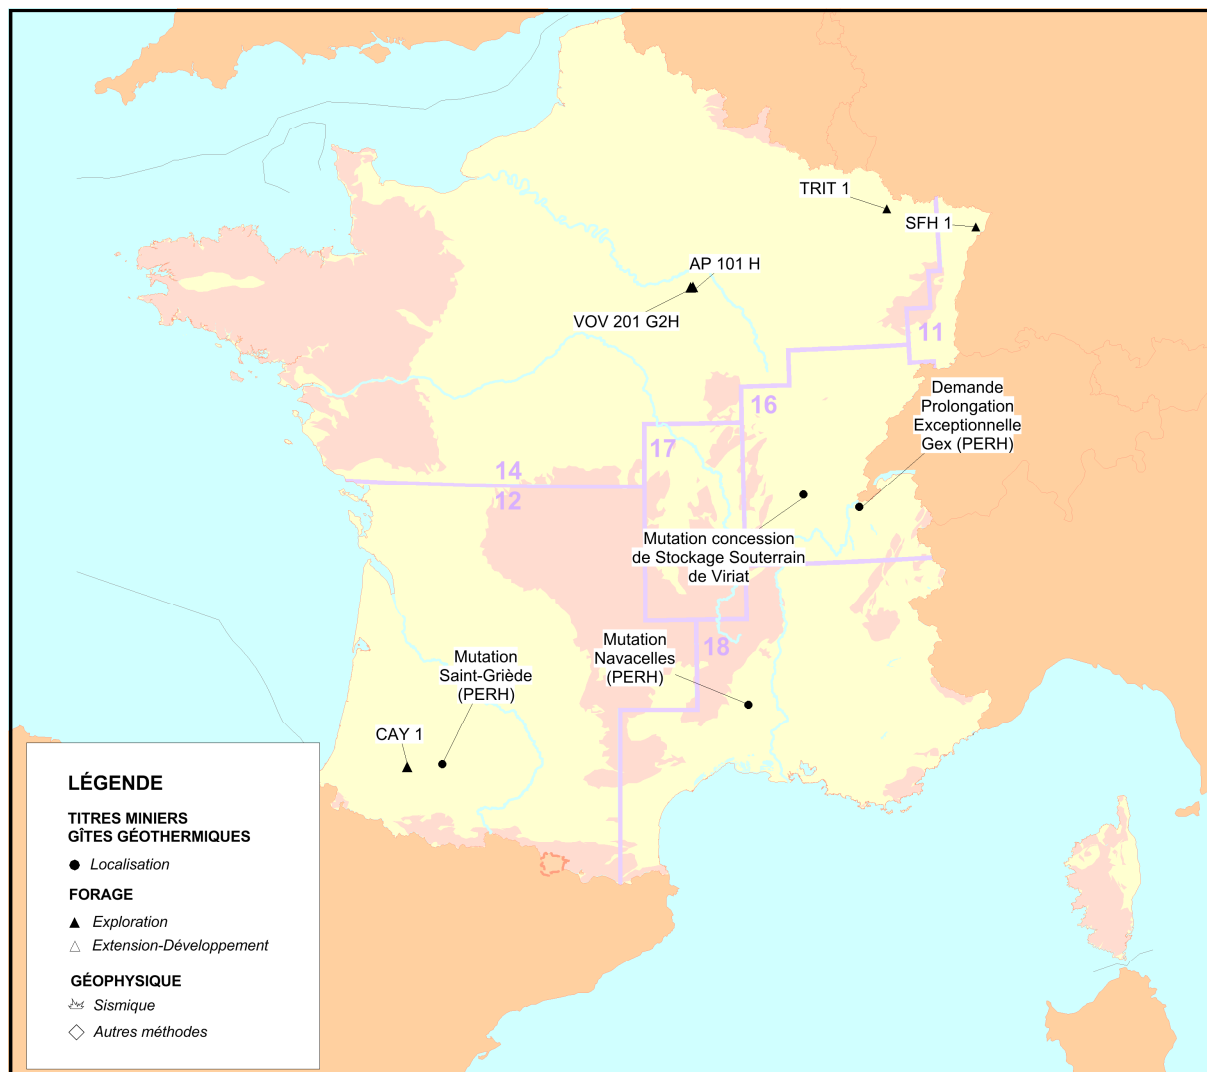 TRIT 1
SFH 1
AP 101 H
VOV 201 G2H
11
Demande
Prolongation
Exceptionnelle
Gex (PERH)
16
17
14
12
Mutation concession
de Stockage Souterrain
de Viriat
Mutation
Navacelles
(PERH)
18
Mutation
Saint-Griède
(PERH)
CAY 1
LÉGENDE
TITRES MINIERS
GÎTES GÉOTHERMIQUES
Localisation
FORAGE
Exploration
Extension-Développement
GÉOPHYSIQUE
Sismique
Autres méthodes